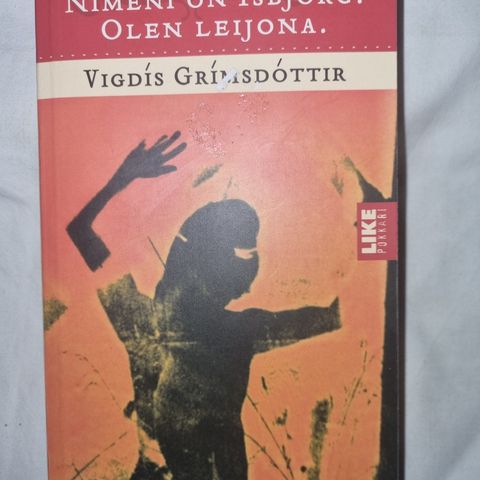 NIMENI ON ISBJÖRG.
OLEN LEIJONA.
VIGDÍS GRÍMSDÓTTIR
LIKE
POKKARI